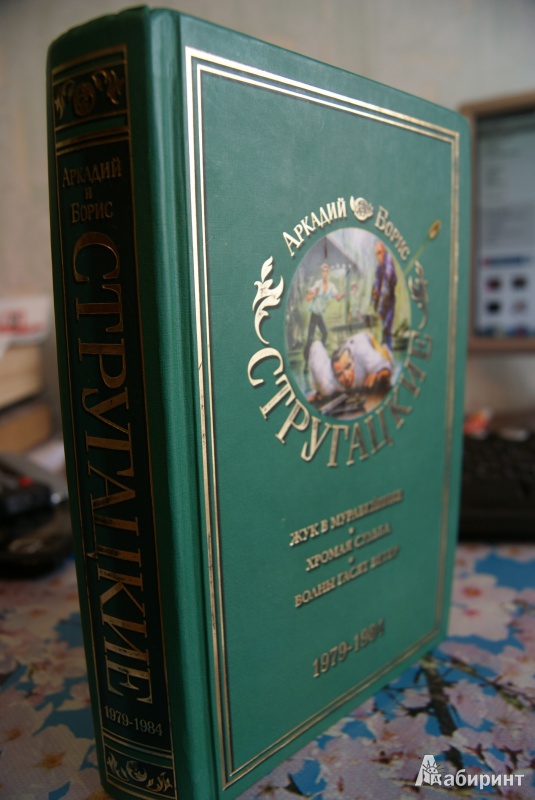 Аркадий
и
Борис
СТРУГАЦКИЕ
1979-1984
Аркадий Борис
СТРУГАЦКИЕ
ЖУК В МУРАВЕЙНИКЕ
ХРОМАЯ СУДЬБА
ВОЛНЫ ГАСЯТ ВЕТЕР
1979-1984
Лабиринт